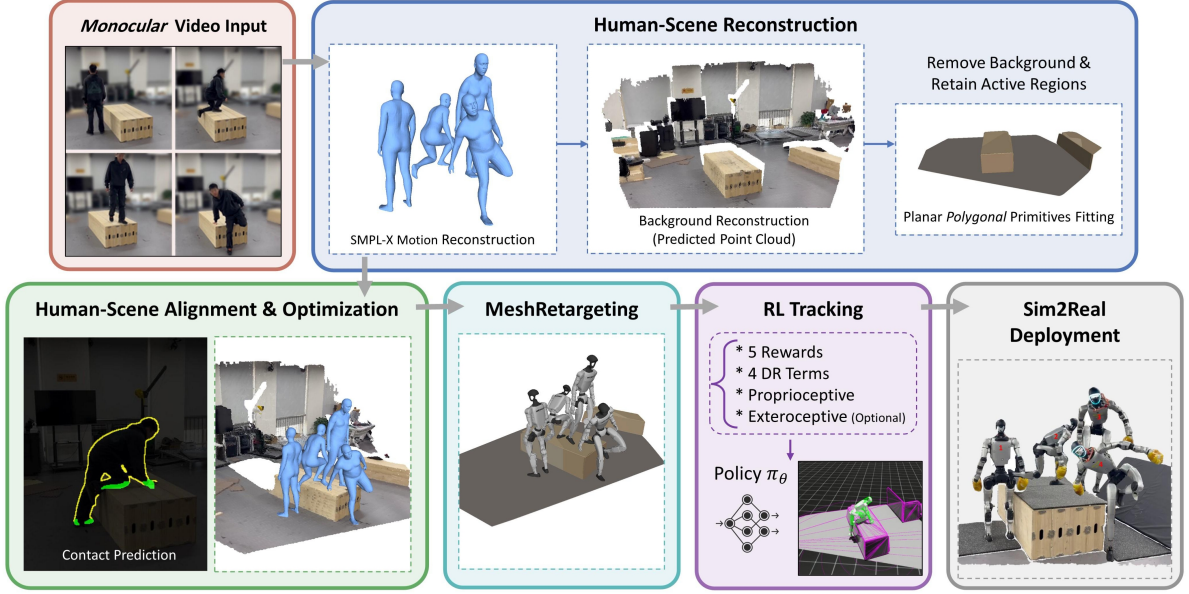 Monocular Video Input
Human-Scene Reconstruction
SMPL-X Motion Reconstruction
Background Reconstruction
(Predicted Point Cloud)
Remove Background &
Retain Active Regions
Planar Polygonal Primitives Fitting
Human-Scene Alignment & Optimization
Contact Prediction
MeshRetargeting
RL Tracking
* 5 Rewards
* 4 DR Terms
* Proprioceptive
* Exteroceptive (Optional)
Policy πθ
Sim2Real
Deployment